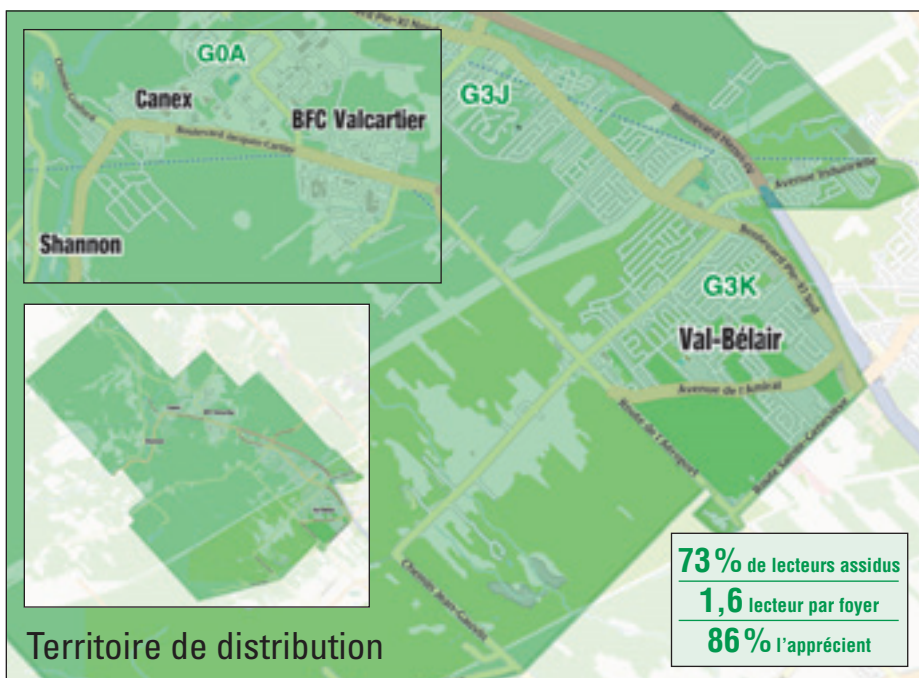 G0A
Canex
BFC Valcartier
Boulevard Jacques-Cartier
Shannon
G3J
Boulevard Henri-IV
Avenue Industrielle
Boulevard Pie-XI Sud
G3K
Val-Bélair
Avenue de l'Amiral
Route de l'Aéroport
Route Sainte-Geneviève
Chemin Jean-Gauvin
73 % de lecteurs assidus
1,6 lecteur par foyer
86 % l'apprécient
Territoire de distribution